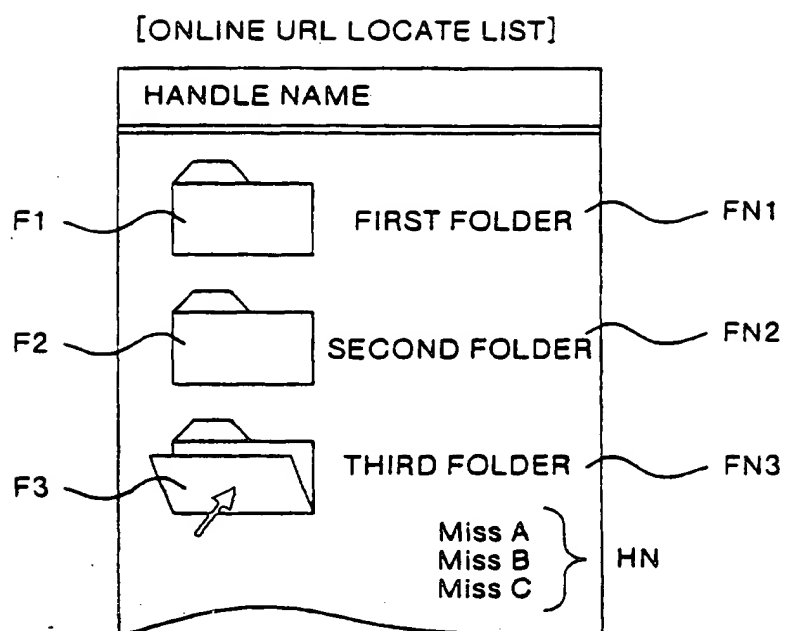 [ONLINE URL LOCATE LIST]
HANDLE NAME
F1 FIRST FOLDER FN1
F2 SECOND FOLDER FN2
F3 THIRD FOLDER FN3
Miss A
Miss B HN
Miss C